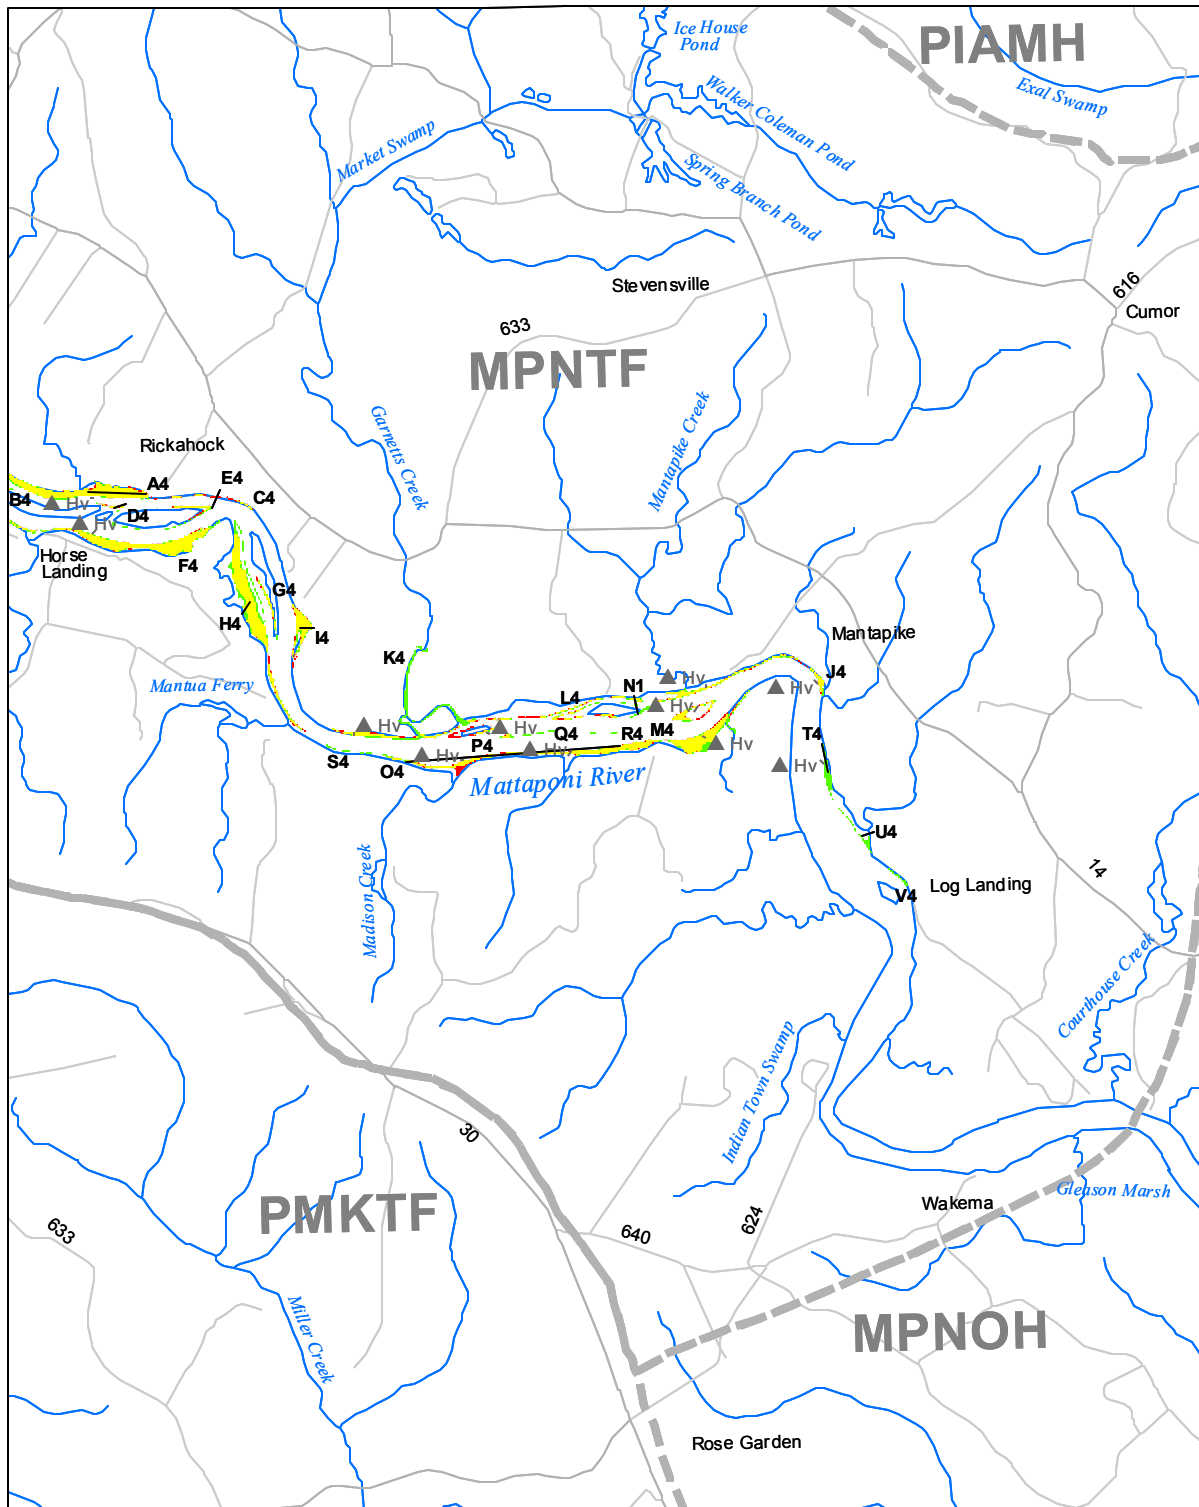 Ice House
Pond
PIAMH
Exal Swamp
Walker Coleman Pond
Market Swamp
Spring Branch Pond
Stevensville
616
Cumor
633
MPNTF
Garnetts Creek
Mantapike Creek
Rickahock
A4
E4
C4
B4
Hv
D4
Hv
Horse
Landing
F4
G4
H4
I4
Mantapike
K4
Mantua Ferry
Hv
N1
J4
Hv
L4
Hv
Hv
Hv
Q4
R4
M4
T4
P4
Hv
Hv
Hv
S4
O4
Hv
Mattaponi River
U4
Madison Creek
14
Log Landing
V4
Courthouse Creek
Indian Town Swamp
30
Gleason Marsh
Wakema
PMKTF
633
640
624
Miller Creek
MPNOH
Rose Garden